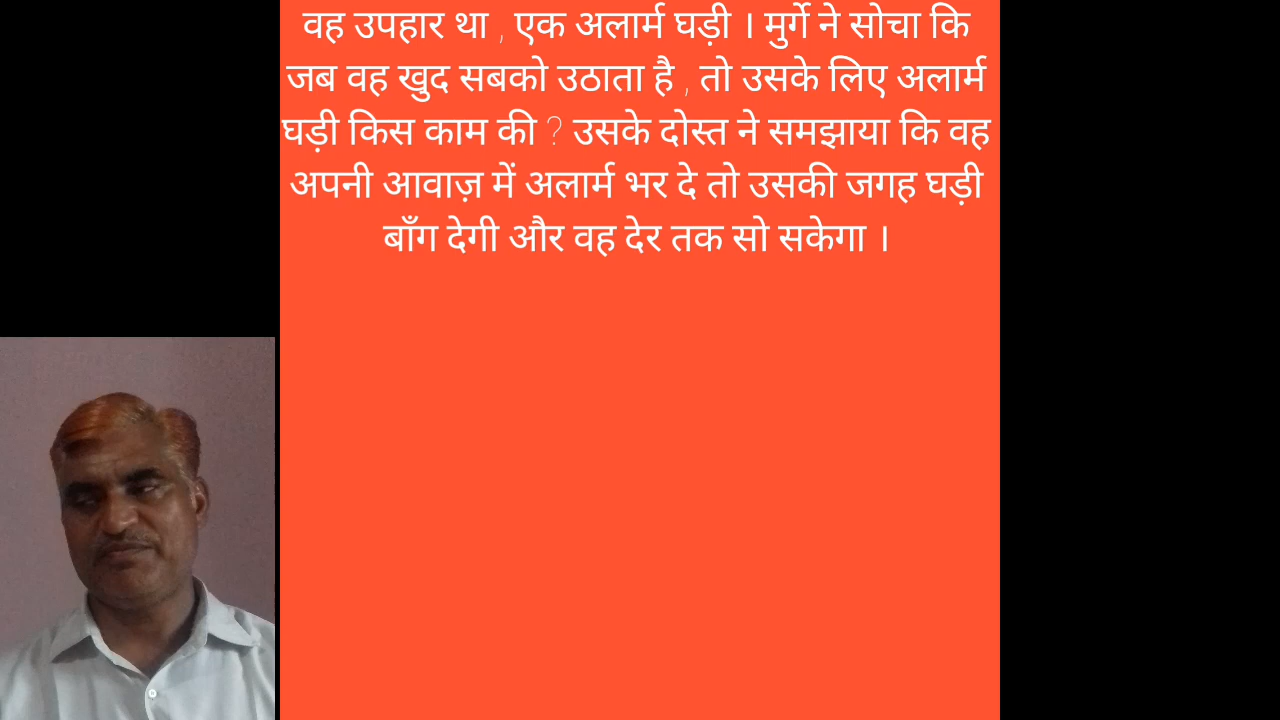 वह उपहार था , एक अलार्म घड़ी । मुर्गे ने सोचा कि
जब वह खुद सबको उठाता है , तो उसके लिए अलार्म
घड़ी किस काम की ? उसके दोस्त ने समझाया कि वह
अपनी आवाज़ में अलार्म भर दे तो उसकी जगह घड़ी
बाँग देगी और वह देर तक सो सकेगा ।